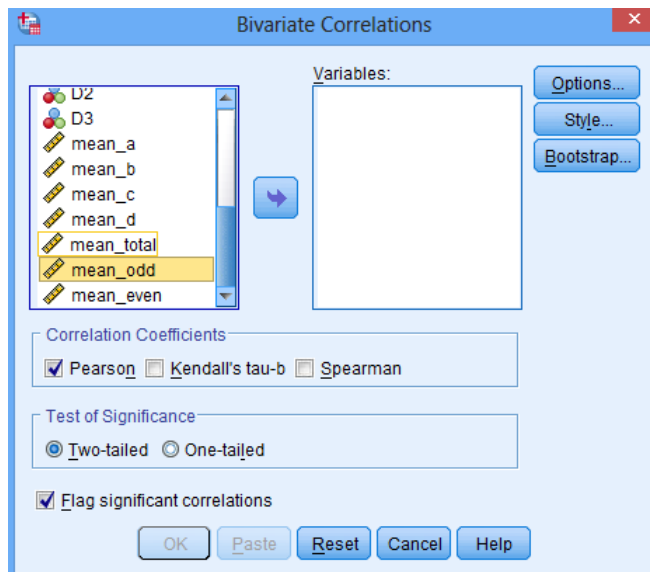 Bivariate Correlations
Variables:
D2
D3
mean_a
mean_b
mean_c
mean_d
mean_total
mean_odd
mean_even
Options...
Style...
Bootstrap...
Correlation Coefficients
Pearson Kendall's tau-b Spearman
Test of Significance
Two-tailed One-tailed
Flag significant correlations
OK Paste Reset Cancel Help